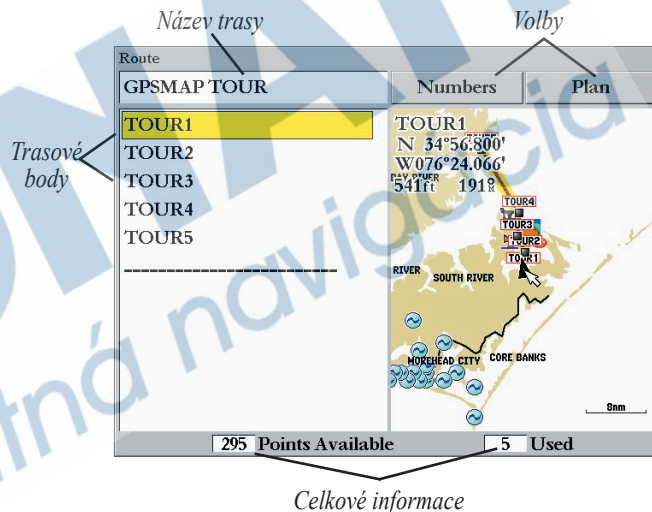 Název trasy
Volby
Route
GPSMAP TOUR
Numbers
Plan
Trasové
body
TOUR1
TOUR2
TOUR3
TOUR4
TOUR5
TOUR1
N 34°56.800'
W076°24.066'
541ft
TOUR4
TOUR3
TOUR2
TOUR1
RIVER
SOUTH RIVER
MOREHEAD CITY
CORE BANKS
8nm
295 Points Available
5 Used
Celkové informace
navigácia